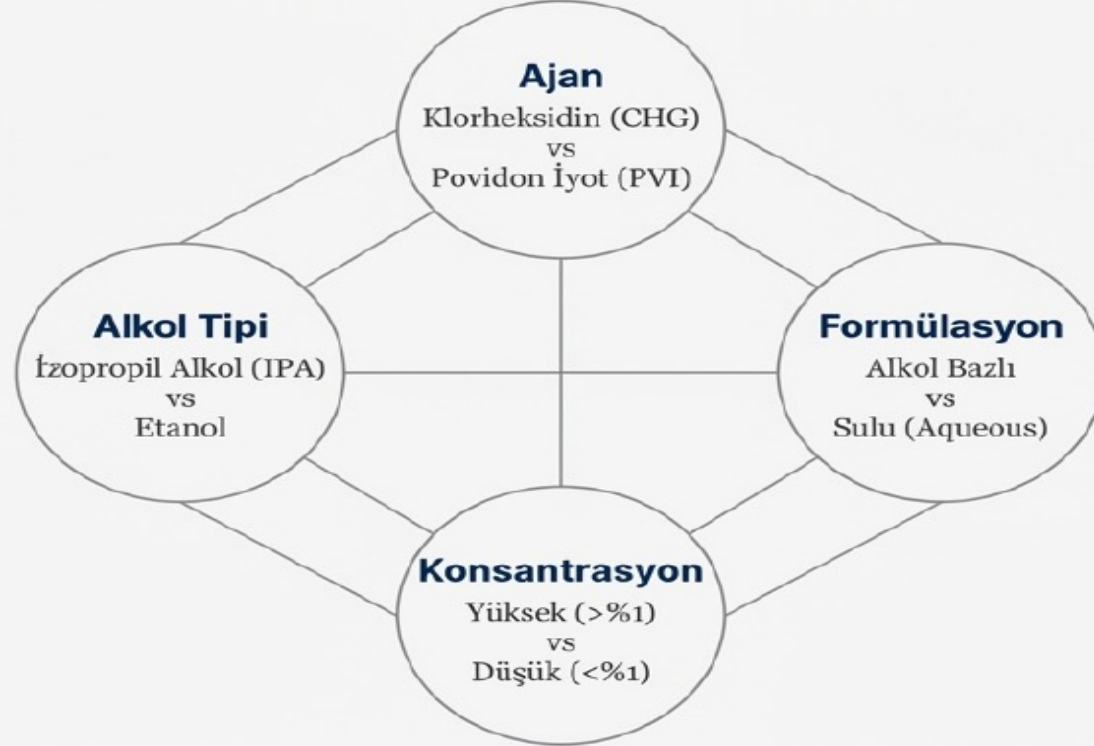 Ajan
Klorheksidin (CHG)
vs
Povidon İyot (PVI)
Alkol Tipi
İzopropil Alkol (IPA)
vs
Etanol
Formülasyon
Alkol Bazlı
vs
Sulu (Aqueous)
Konsantrasyon
Yüksek (>%1)
vs
Düşük (<%1)